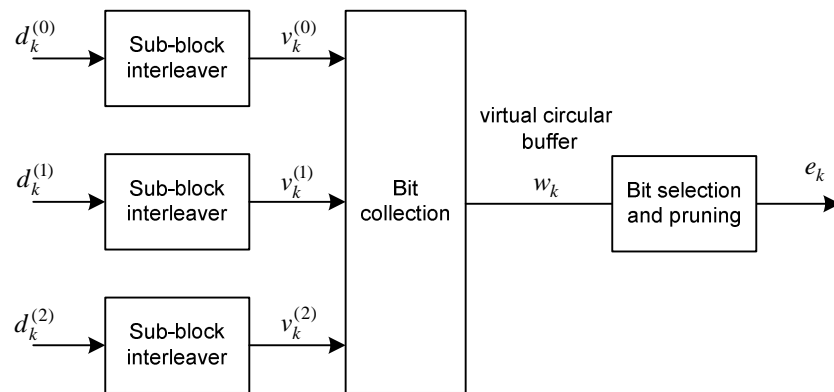 d_k^{(0)}
Sub-block
interleaver
v_k^{(0)}
d_k^{(1)}
Sub-block
interleaver
v_k^{(1)}
d_k^{(2)}
Sub-block
interleaver
v_k^{(2)}
Bit
collection
virtual circular
buffer
w_k
Bit selection
and pruning
e_k